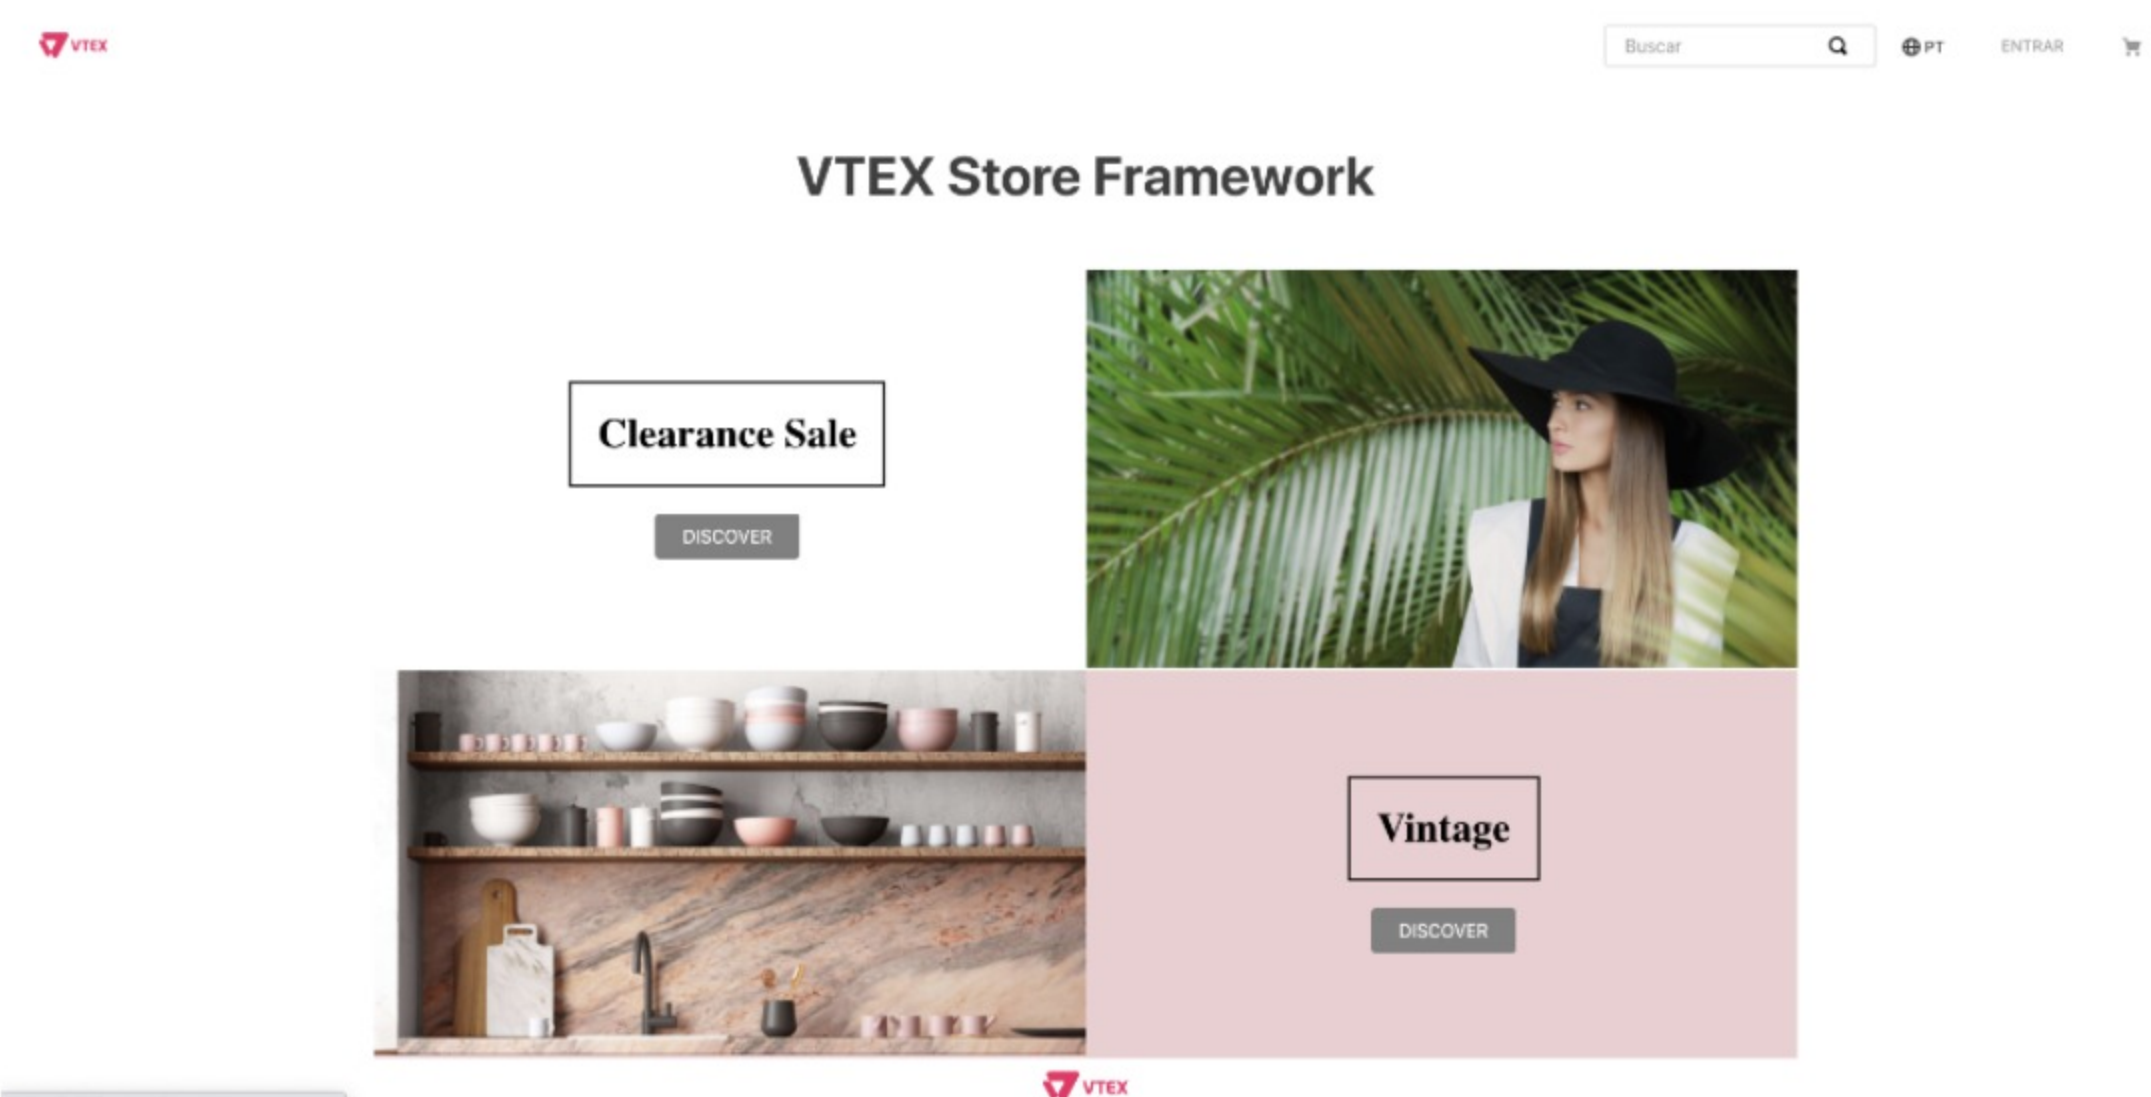 VTEX
Buscar
PT
ENTRAR
VTEX Store Framework
Clearance Sale
DISCOVER
Vintage
DISCOVER
VTEX